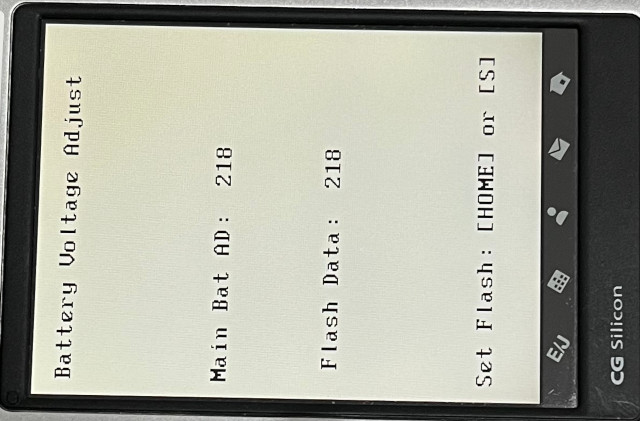 Battery Voltage Adjust
Main Bat AD: 218
Flash Data: 218
Set Flash: [HOME] or [S]
E/J
CG Silicon